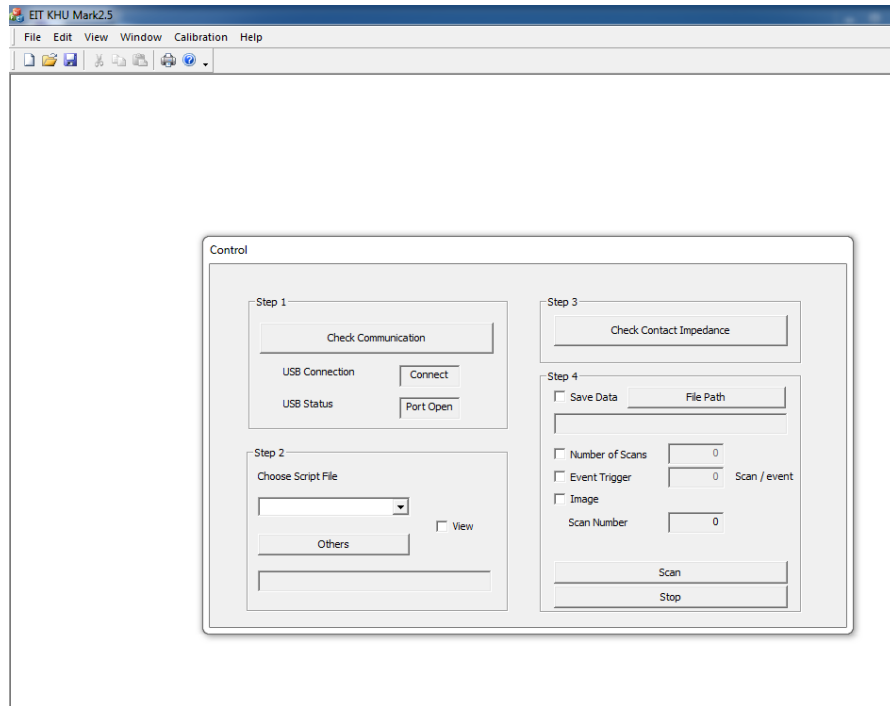 EIT KHU Mark2.5
File Edit View Window Calibration Help
Control
Step 1
Check Communication
USB Connection Connect
USB Status Port Open
Step 2
Choose Script File
View
Others
Step 3
Check Contact Impedance
Step 4
Save Data File Path
Number of Scans 0
Event Trigger 0 Scan / event
Image
Scan Number 0
Scan
Stop